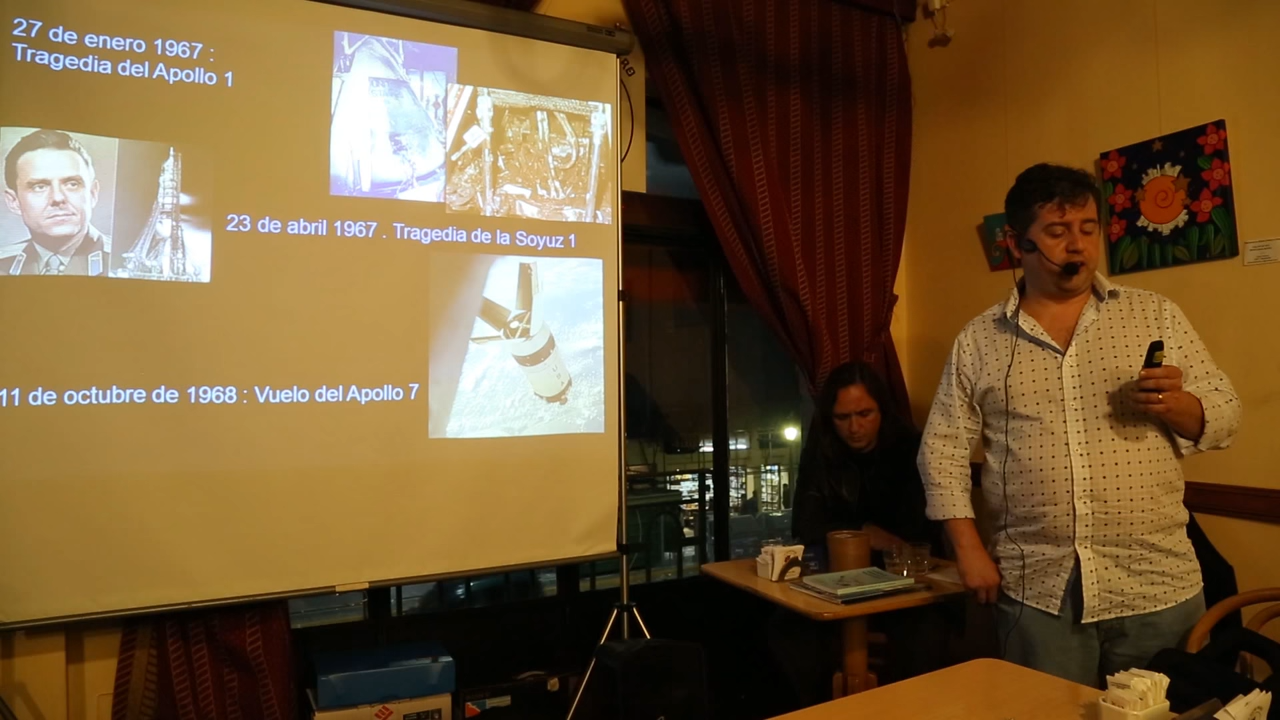 27 de enero 1967 :
Tragedia del Apollo 1
23 de abril 1967 . Tragedia de la Soyuz 1
11 de octubre de 1968 : Vuelo del Apollo 7